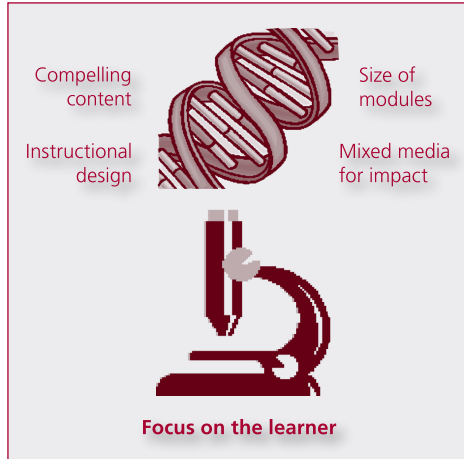 Compelling
content
Size of
modules
Instructional
design
Mixed media
for impact
Focus on the learner